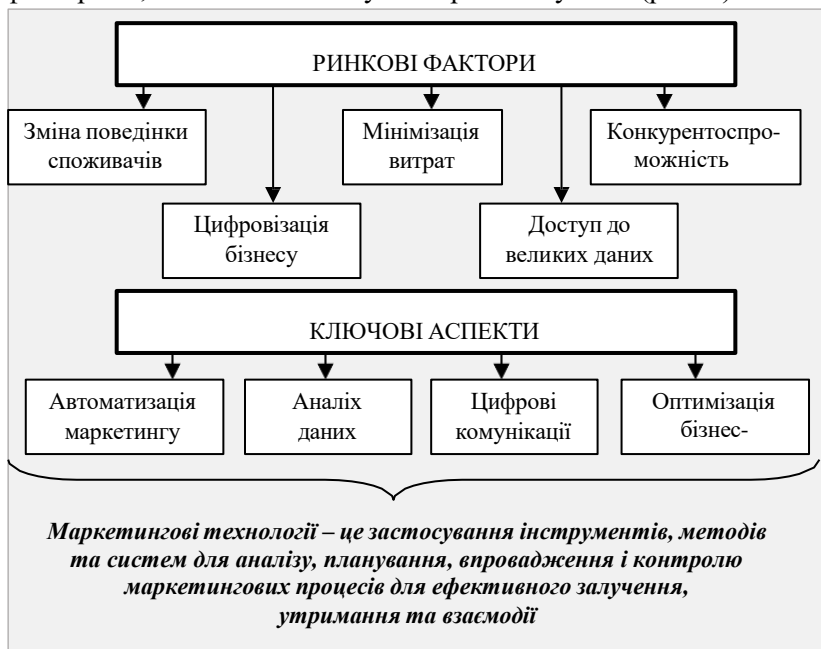 РИНКОВІ ФАКТОРИ
Зміна поведінки
споживачів
Мінімізація
витрат
Конкурентоспро-
можність
Цифровізація
бізнесу
Доступ до
великих даних
КЛЮЧОВІ АСПЕКТИ
Автоматизація
маркетингу
Аналіх
даних
Цифрові
комунікації
Оптимізація
бізнес-
Маркетингові технології – це застосування інструментів, методів
та систем для аналізу, планування, впровадження і контролю
маркетингових процесів для ефективного залучення,
утримання та взаємодії